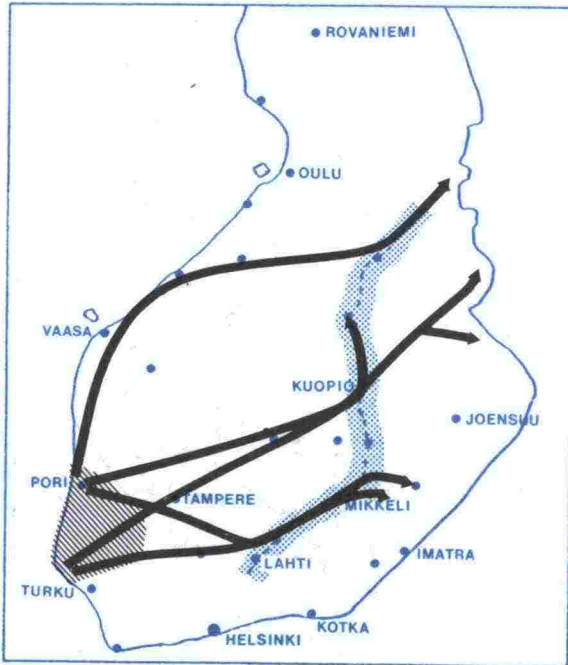 ROVANIEMI
OULU
VAASA
KUOPIO
JOENSUU
PORI
TAMPERE
MIKKELI
IMATRA
LAHTI
TURKU
KOTKA
HELSINKI